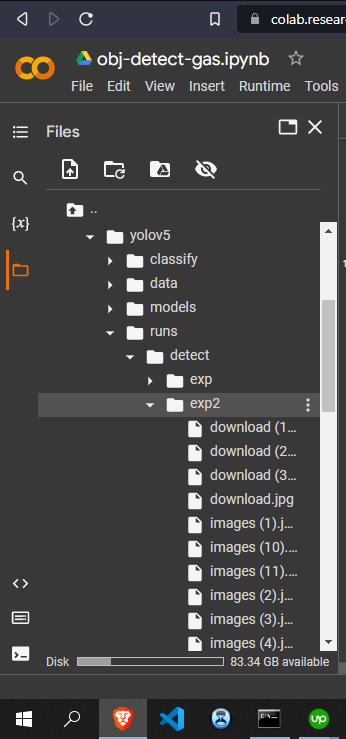 colab.resear
obj-detect-gas.ipynb
File Edit View Insert Runtime Tools
Files
{x}
..
yolov5
classify
data
models
runs
detect
exp
exp2
download (1...
download (2...
download (3...
download.jpg
images (1).j...
images (10)....
images (11)....
images (2).j...
images (3).j...
images (4).j...
Disk 83.34 GB available
up